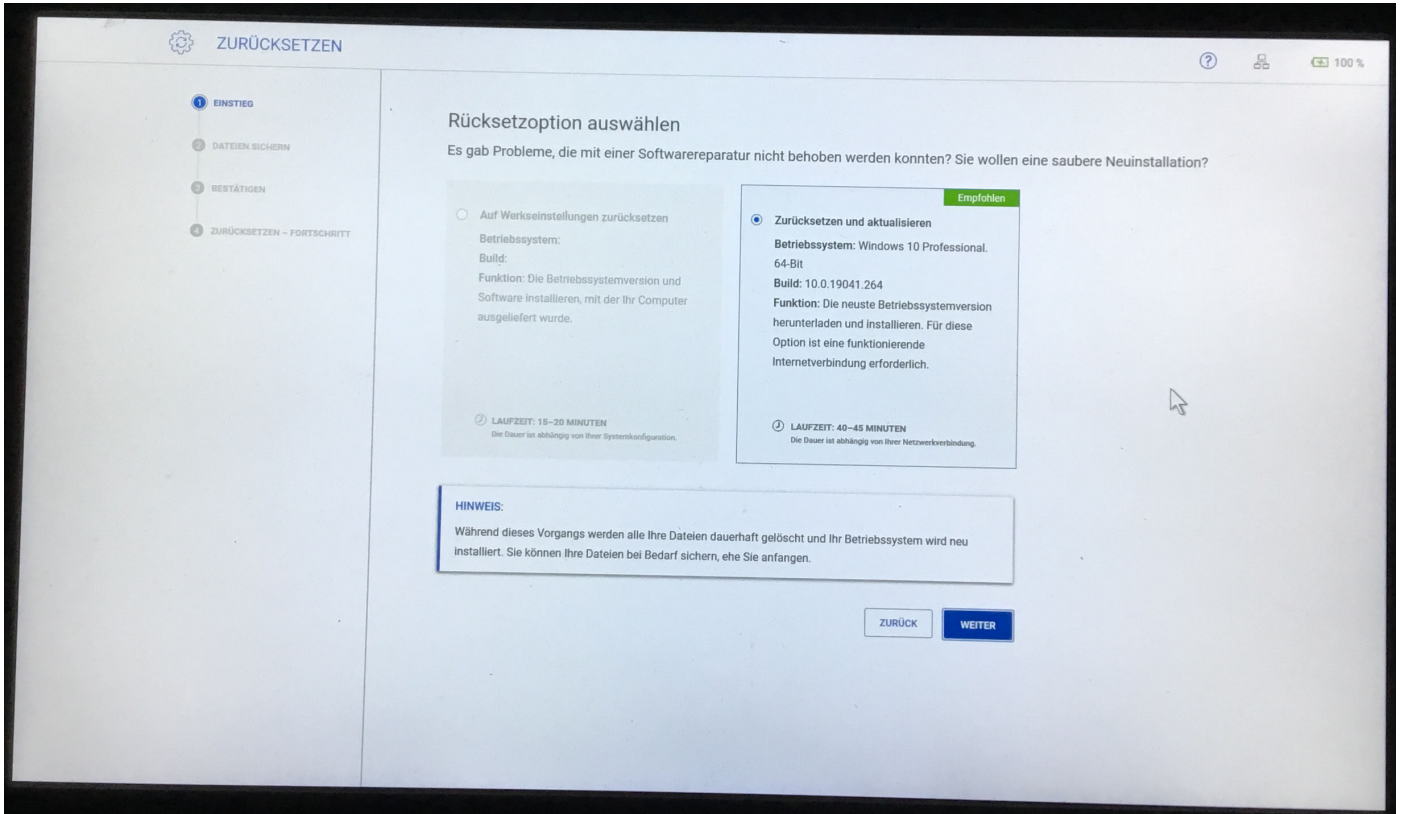 ZURÜCKSETZEN
100 %
1 EINSTIEG
2 DATEIEN SICHERN
3 BESTÄTIGEN
4 ZURÜCKSETZEN – FORTSCHRITT
Rücksetzoption auswählen
Es gab Probleme, die mit einer Softwarereparatur nicht behoben werden konnten? Sie wollen eine saubere Neuinstallation?
Auf Werkseinstellungen zurücksetzen
Betriebssystem:
Build:
Funktion: Die Betriebssystemversion und
Software installieren, mit der Ihr Computer
ausgeliefert wurde.
LAUFZEIT: 15–20 MINUTEN
Die Dauer ist abhängig von Ihrer Systemkonfiguration.
Empfohlen
Zurücksetzen und aktualisieren
Betriebssystem: Windows 10 Professional.
64-Bit
Build: 10.0.19041.264
Funktion: Die neuste Betriebssystemversion
herunterladen und installieren. Für diese
Option ist eine funktionierende
Internetverbindung erforderlich.
LAUFZEIT: 40–45 MINUTEN
Die Dauer ist abhängig von Ihrer Netzwerkverbindung.
HINWEIS:
Während dieses Vorgangs werden alle Ihre Dateien dauerhaft gelöscht und Ihr Betriebssystem wird neu
installiert. Sie können Ihre Dateien bei Bedarf sichern, ehe Sie anfangen.
ZURÜCK
WEITER